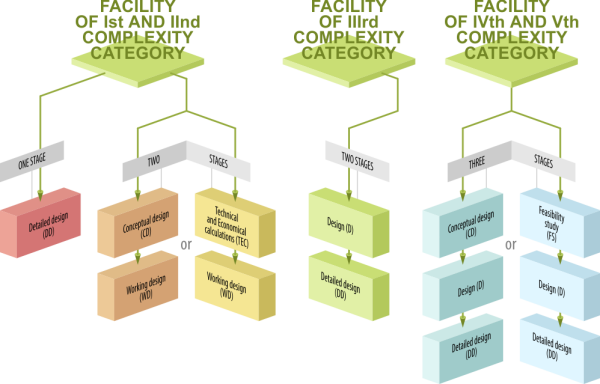 FACILITY
OF Ist AND IInd
COMPLEXITY
CATEGORY
ONE STAGE
Detailed design
(DD)
TWO
STAGES
Conceptual design
(CD)
or
Technical
and Economical
calculations (TEC)
Working design
(WD)
Working design
(WD)
FACILITY
OF IIIrd
COMPLEXITY
CATEGORY
TWO STAGES
Design (D)
Detailed design
(DD)
FACILITY
OF IVth AND Vth
COMPLEXITY
CATEGORY
THREE
STAGES
Conceptual design
(CD)
or
Feasibility
study
(FS)
Design (D)
Design (D)
Detailed design
(DD)
Detailed design
(DD)